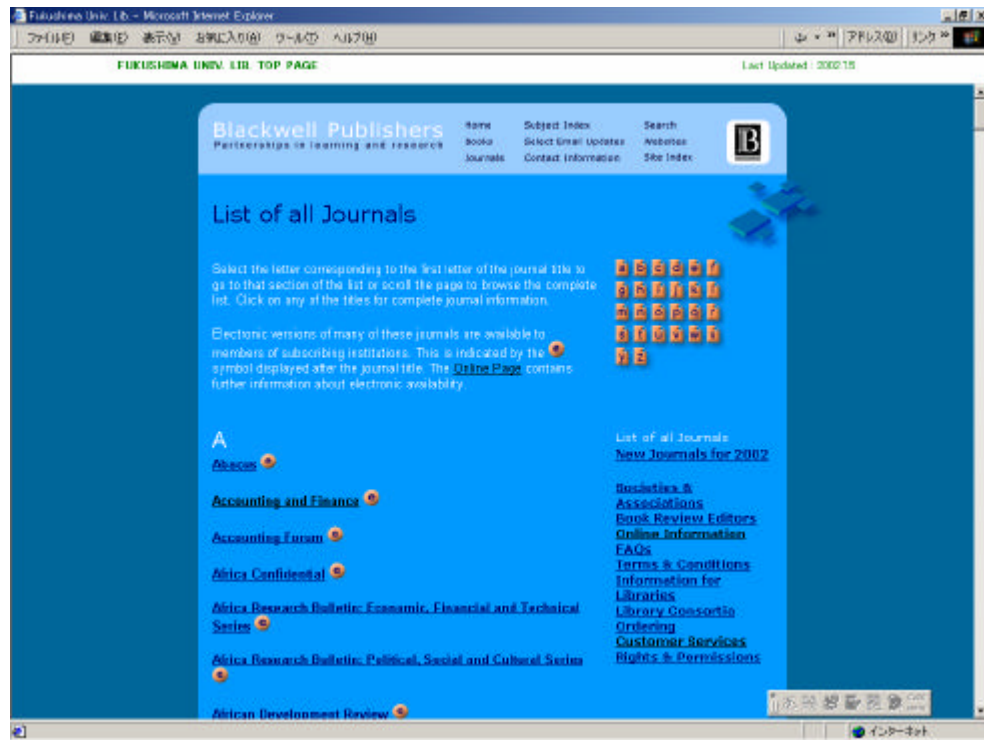 Fukushima Univ. Lib. - Microsoft Internet Explorer
ファイル(F) 編集(E) 表示(V) お気に入り(A) ツール(T) ヘルプ(H)
アドレス(D) リンク
FUKUSHIMA UNIV. LIB. TOP PAGE
Last Updated : 2002.
Blackwell Publishers
Partnerships in learning and research
Home Subject Index Search
Books Select Email Updates Websites
Journals Contact Information Site Index
B
List of all Journals
Select the letter corresponding to the first letter of the journal title to
go to that section of the list or scroll the page to browse the complete
list. Click on any of the titles for complete journal information.
Electronic versions of many of these journals are available to
members of subscribing institutions. This is indicated by the e
symbol displayed after the journal title. The Online Page contains
further information about electronic availability.
a b c d e f
g h i j k l
m n o p q r
s t u v w x
y z
A
Abacus e
Accounting and Finance e
Accounting Forum e
Africa Confidential e
Africa Research Bulletin: Economic, Financial and Technical
Series e
Africa Research Bulletin: Political, Social and Cultural Series
e
African Development Review e
List of all Journals
New Journals for 2002
Societies &
Associations
Book Review Editors
Online Information
FAQs
Terms & Conditions
Information for
Libraries
Library Consortia
Ordering
Customer Services
Rights & Permissions
インターネット